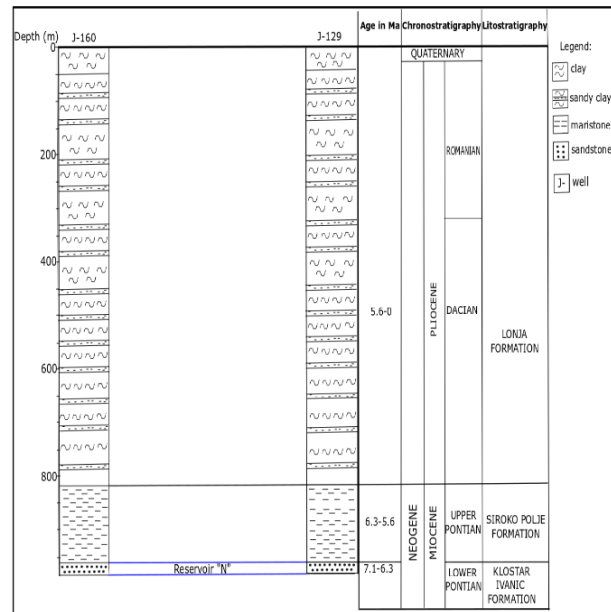 Depth (m) J-160 J-129 Age in Ma Chronostratigraphy Litostratigraphy
Legend:
clay
sandy clay
marlstone
sandstone
J- well
0
200
400
600
800
QUATERNARY
ROMANIAN
DACIAN
PLIOCENE
5.6-0
LONJA
FORMATION
NEOGENE
MIOCENE
6.3-5.6
UPPER
PONTIAN
SIROKO POLJE
FORMATION
Reservoir "N"
7.1-6.3
LOWER
PONTIAN
KLOSTAR
IVANIC
FORMATION